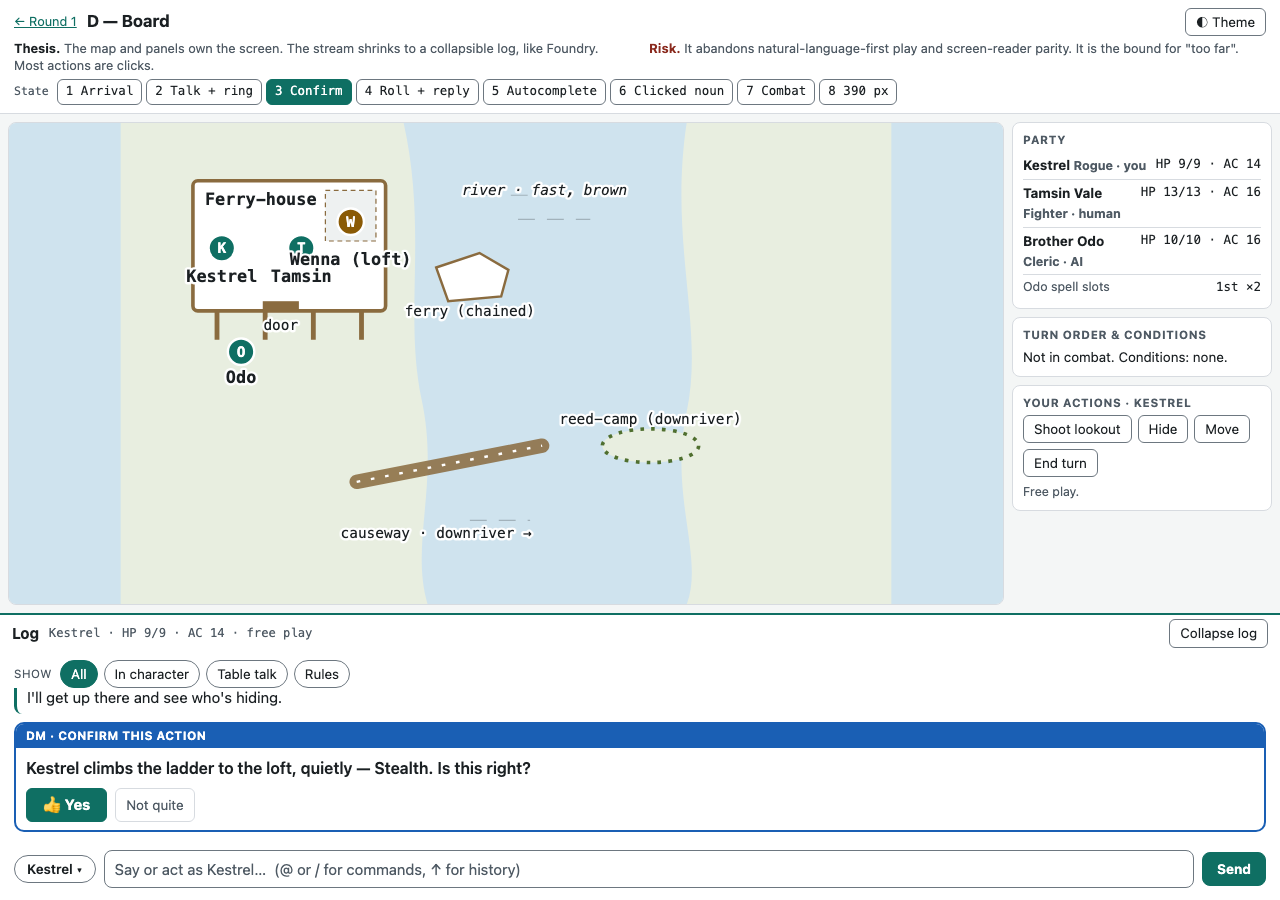 ← Round 1 D — Board
◐ Theme
Thesis. The map and panels own the screen. The stream shrinks to a collapsible log, like Foundry. Most actions are clicks.
Risk. It abandons natural-language-first play and screen-reader parity. It is the bound for "too far".
State 1 Arrival 2 Talk + ring 3 Confirm 4 Roll + reply 5 Autocomplete 6 Clicked noun 7 Combat 8 390 px
Ferry-house
W
K
T
Wenna (loft)
Kestrel Tamsin
door
O
Odo
river · fast, brown
ferry (chained)
reed-camp (downriver)
causeway · downriver →
PARTY
Kestrel Rogue · you HP 9/9 · AC 14
Tamsin Vale HP 13/13 · AC 16
Fighter · human
Brother Odo HP 10/10 · AC 16
Cleric · AI
Odo spell slots 1st ×2
TURN ORDER & CONDITIONS
Not in combat. Conditions: none.
YOUR ACTIONS · KESTREL
Shoot lookout Hide Move
End turn
Free play.
Log Kestrel · HP 9/9 · AC 14 · free play
Collapse log
SHOW All In character Table talk Rules
I'll get up there and see who's hiding.
DM · CONFIRM THIS ACTION
Kestrel climbs the ladder to the loft, quietly — Stealth. Is this right?
👍 Yes Not quite
Kestrel ▾ Say or act as Kestrel… (@ or / for commands, ↑ for history) Send